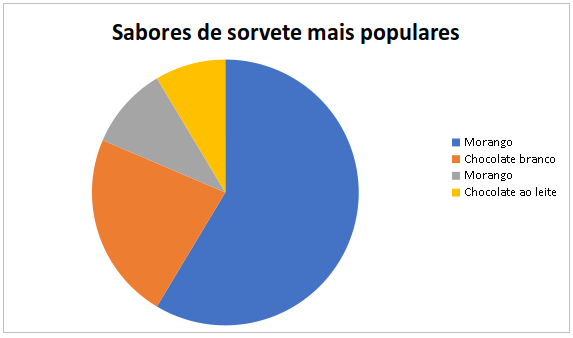 Sabores de sorvete mais populares
Morango
Chocolate branco
Morango
Chocolate ao leite